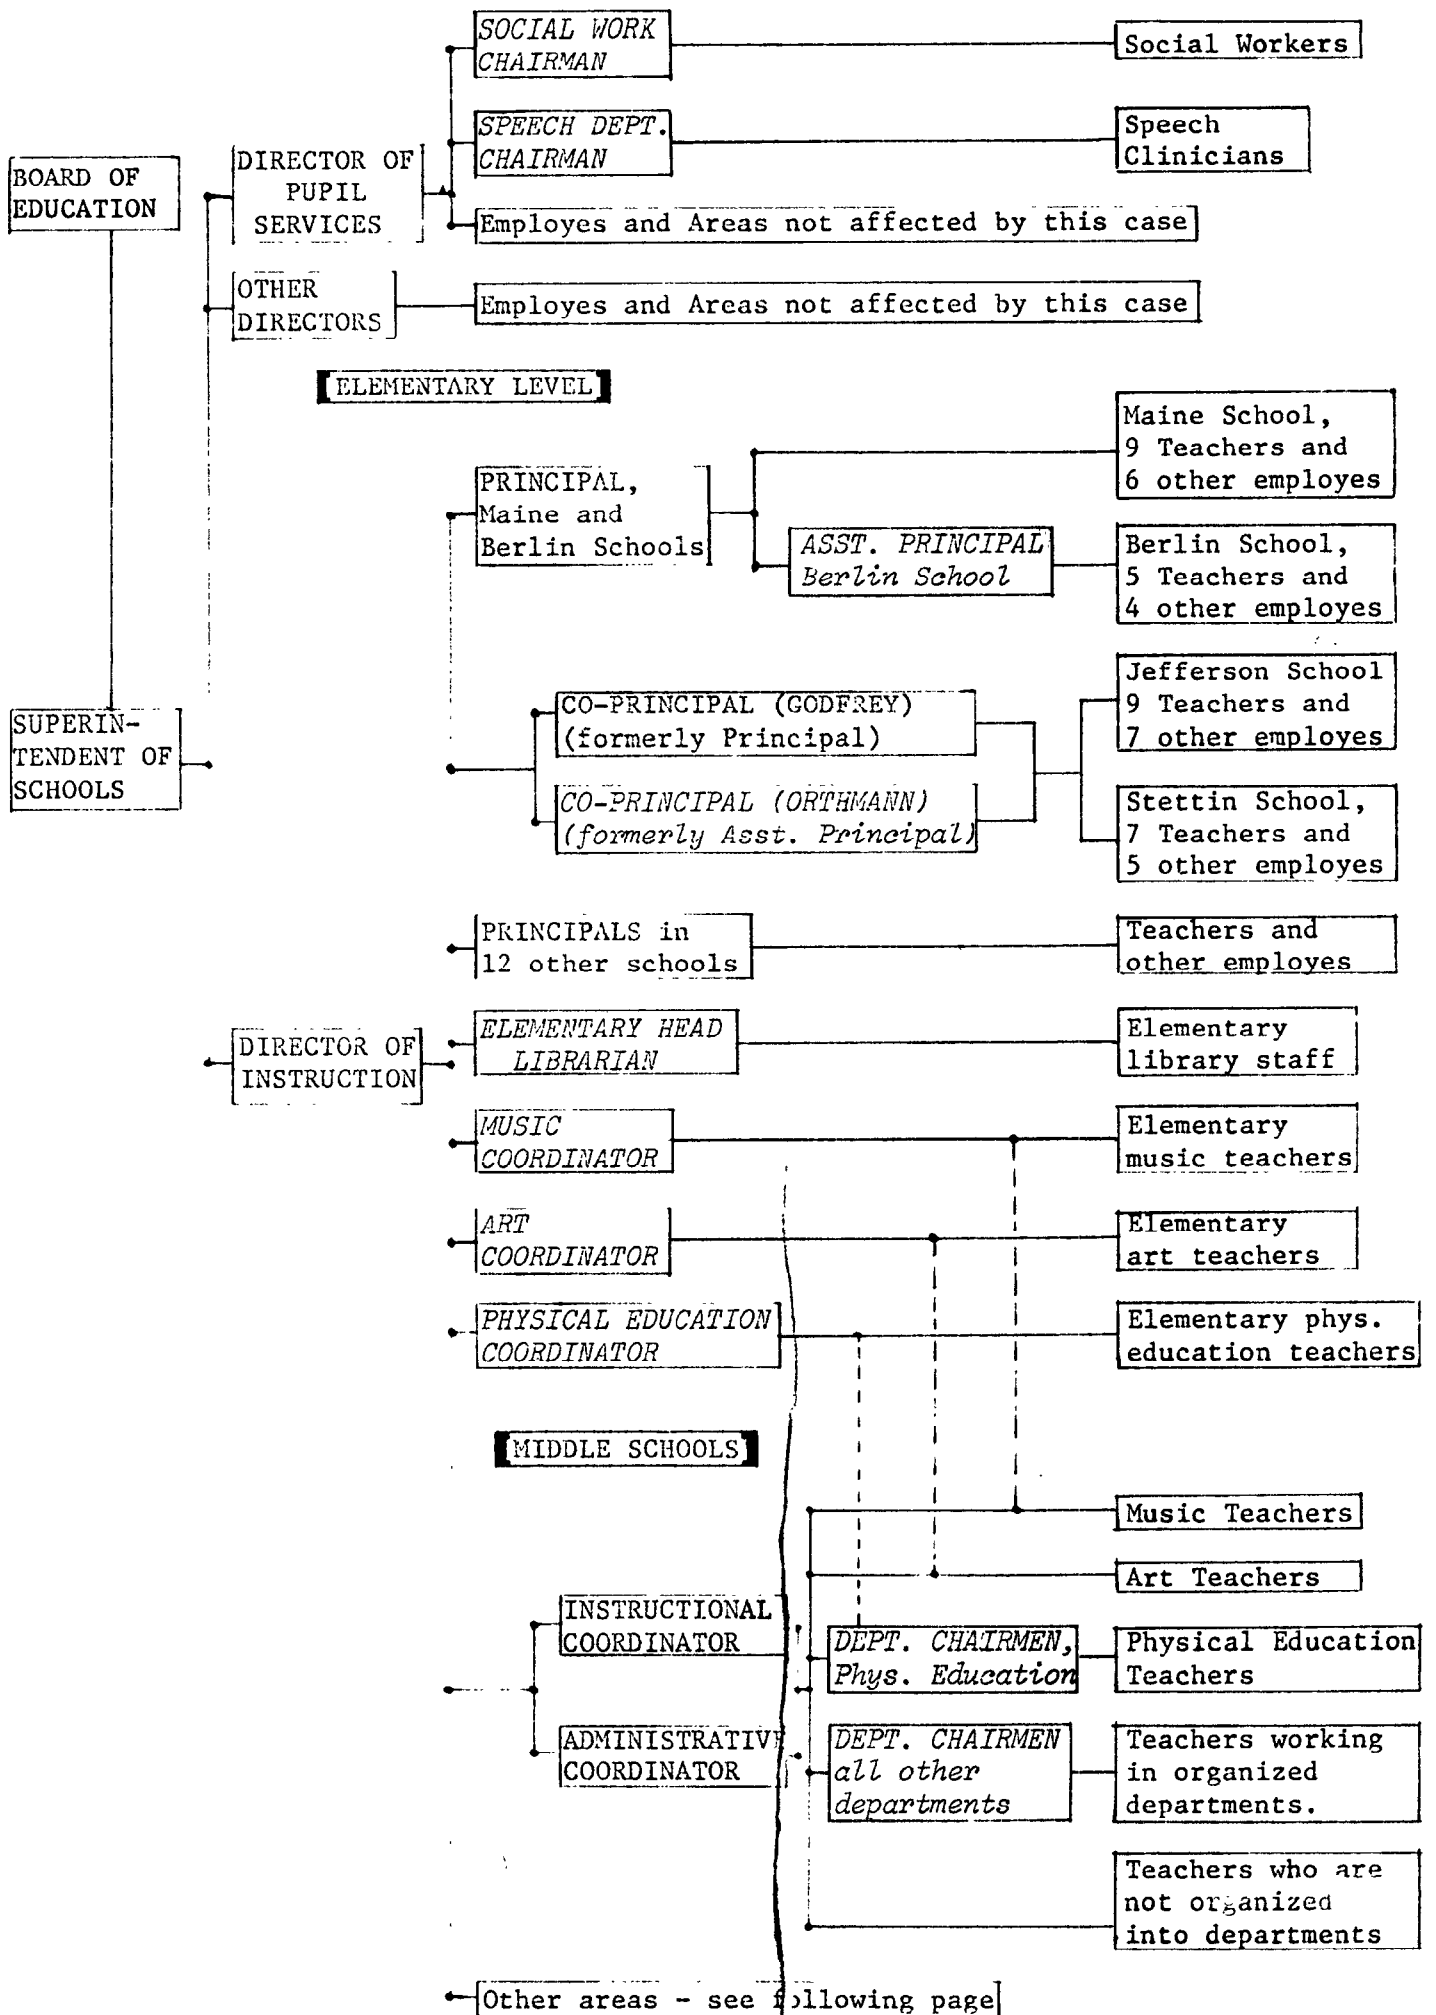 SOCIAL WORK
CHAIRMAN
Social Workers
SPEECH DEPT.
CHAIRMAN
Speech
Clinicians
BOARD OF
EDUCATION
DIRECTOR OF
PUPIL
SERVICES
Employes and Areas not affected by this case
OTHER
DIRECTORS
Employes and Areas not affected by this case
ELEMENTARY LEVEL
PRINCIPAL,
Maine and
Berlin Schools
Maine School,
9 Teachers and
6 other employes
ASST. PRINCIPAL
Berlin School
Berlin School,
5 Teachers and
4 other employes
SUPERIN-
TENDENT OF
SCHOOLS
CO-PRINCIPAL (GODFREY)
(formerly Principal)
CO-PRINCIPAL (ORTHMANN)
(formerly Asst. Principal)
Jefferson School
9 Teachers and
7 other employes
Stettin School,
7 Teachers and
5 other employes
PRINCIPALS in
12 other schools
Teachers and
other employes
DIRECTOR OF
INSTRUCTION
ELEMENTARY HEAD
LIBRARIAN
Elementary
library staff
MUSIC
COORDINATOR
Elementary
music teachers
ART
COORDINATOR
Elementary
art teachers
PHYSICAL EDUCATION
COORDINATOR
Elementary phys.
education teachers
MIDDLE SCHOOLS
Music Teachers
Art Teachers
INSTRUCTIONAL
COORDINATOR
DEPT. CHAIRMEN,
Phys. Education
Physical Education
Teachers
ADMINISTRATIVE
COORDINATOR
DEPT. CHAIRMEN
all other
departments
Teachers working
in organized
departments.
Teachers who are
not organized
into departments
Other areas - see following page